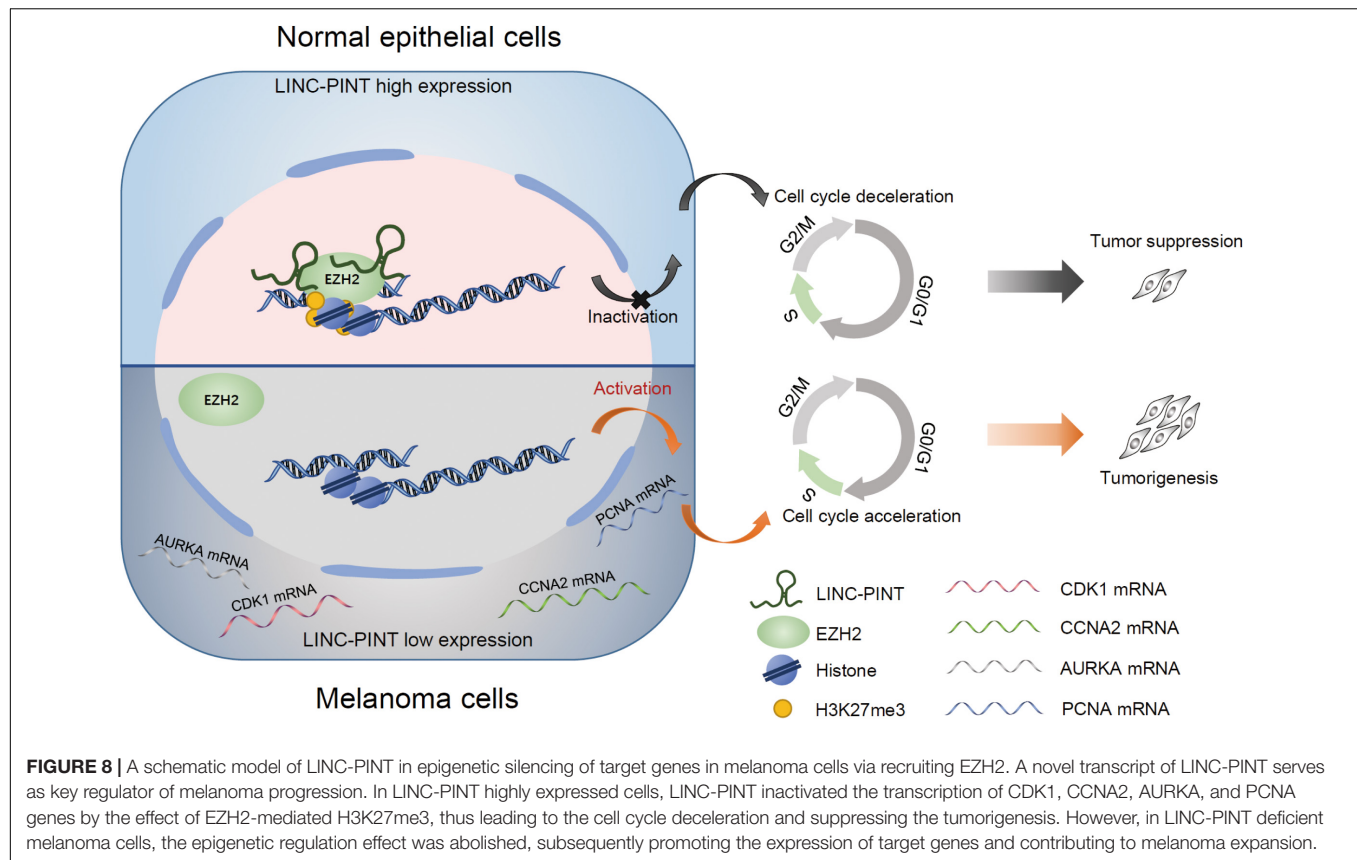 Normal epithelial cells
LINC-PINT high expression
EZH2
Inactivation
Cell cycle deceleration
G2/M
G0/G1
S
Tumor suppression
EZH2
Activation
PCNA mRNA
AURKA mRNA
CDK1 mRNA
CCNA2 mRNA
LINC-PINT low expression
Melanoma cells
G2/M
G0/G1
S
Cell cycle acceleration
Tumorigenesis
LINC-PINT
EZH2
Histone
H3K27me3
CDK1 mRNA
CCNA2 mRNA
AURKA mRNA
PCNA mRNA
FIGURE 8 | A schematic model of LINC-PINT in epigenetic silencing of target genes in melanoma cells via recruiting EZH2. A novel transcript of LINC-PINT serves
as key regulator of melanoma progression. In LINC-PINT highly expressed cells, LINC-PINT inactivated the transcription of CDK1, CCNA2, AURKA, and PCNA
genes by the effect of EZH2-mediated H3K27me3, thus leading to the cell cycle deceleration and suppressing the tumorigenesis. However, in LINC-PINT deficient
melanoma cells, the epigenetic regulation effect was abolished, subsequently promoting the expression of target genes and contributing to melanoma expansion.